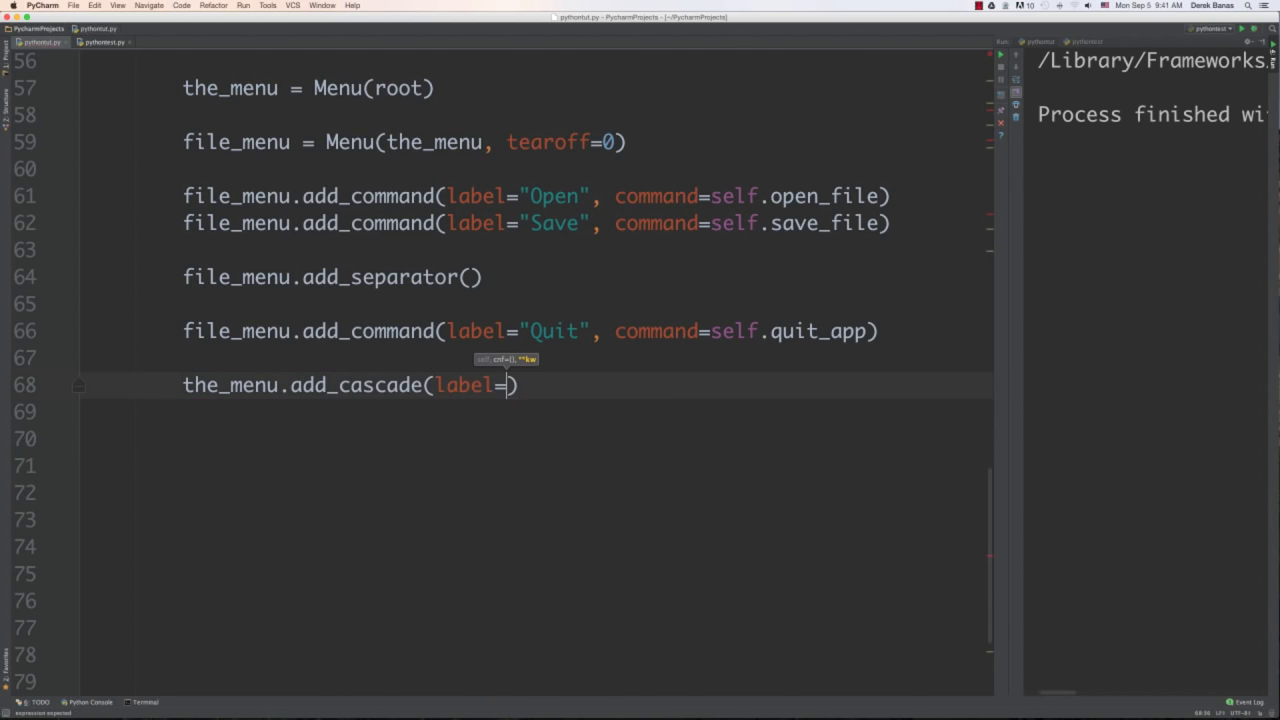 PyCharm File Edit View Navigate Code Refactor Run Tools VCS Window Help
10
Mon Sep 5 9:41 AM Derek Banas
pythontut.py - PycharmProjects - [~/PycharmProjects]
PycharmProjects pythontut.py
pythontest
pythontut.py pythontest.py
Run: pythontut pythontest
1: Project
Z: Structure
2: Favorites
Run
56
57 the_menu = Menu(root)
58
59 file_menu = Menu(the_menu, tearoff=0)
60
61 file_menu.add_command(label="Open", command=self.open_file)
62 file_menu.add_command(label="Save", command=self.save_file)
63
64 file_menu.add_separator()
65
66 file_menu.add_command(label="Quit", command=self.quit_app)
67
self, cnf={}, **kw
68 the_menu.add_cascade(label=)
69
70
71
72
73
74
75
76
77
78
79
/Library/Frameworks
Process finished wi
6: TODO Python Console Terminal
Event Log
expression expected
68:36 LF‡ UTF-8‡